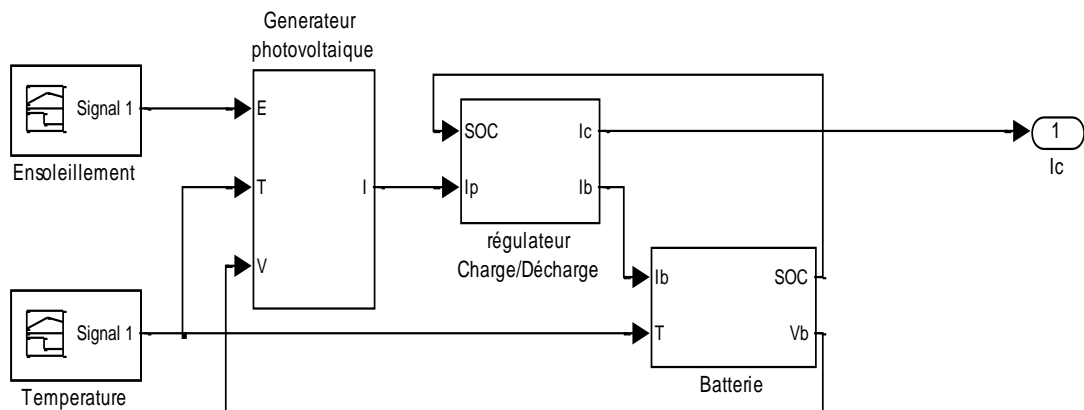 Generateur
photovoltaique
Signal 1
Ensoleillement
E
T
V
I
SOC
Ip
Ic
Ib
régulateur
Charge/Décharge
1
Ic
Signal 1
Temperature
Ib
T
SOC
Vb
Batterie